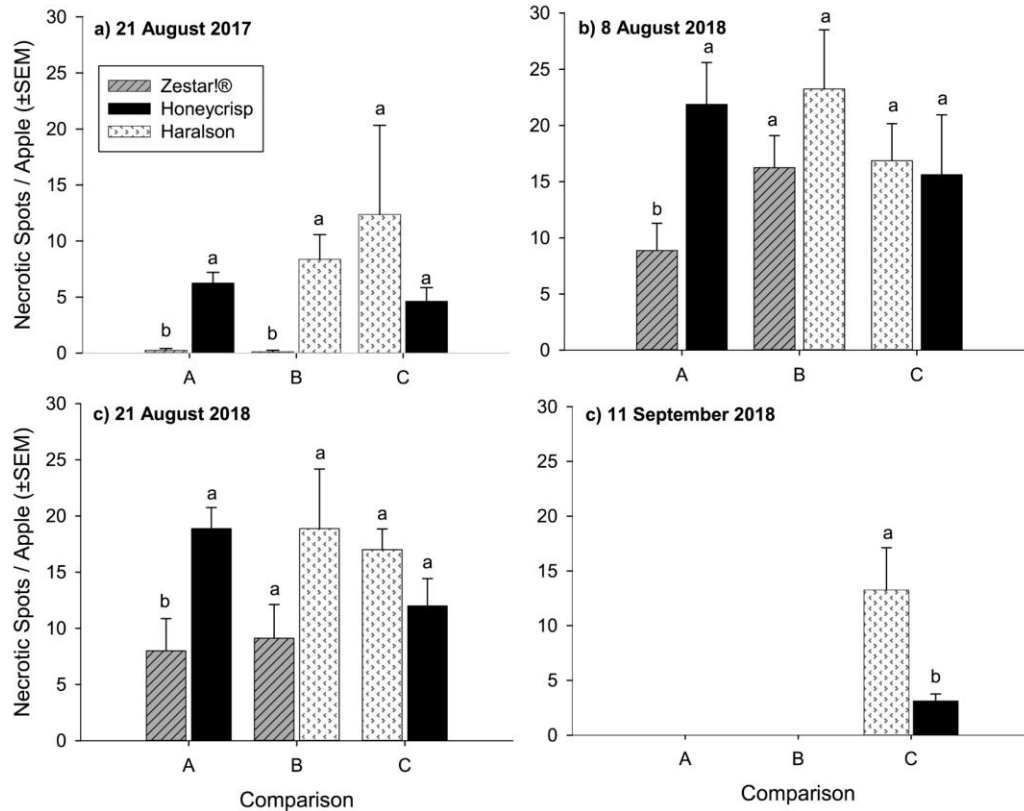 a) 21 August 2017
Zestar!®
Honeycrisp
Haralson
Necrotic Spots / Apple (±SEM)
30
25
20
15
10
5
0
b
a
b
a
a
a
A
B
C
b) 8 August 2018
30
25
20
15
10
5
0
b
a
a
a
a
a
A
B
C
c) 21 August 2018
Necrotic Spots / Apple (±SEM)
30
25
20
15
10
5
0
b
a
a
a
a
a
A
B
C
Comparison
c) 11 September 2018
30
25
20
15
10
5
0
a
b
A
B
C
Comparison